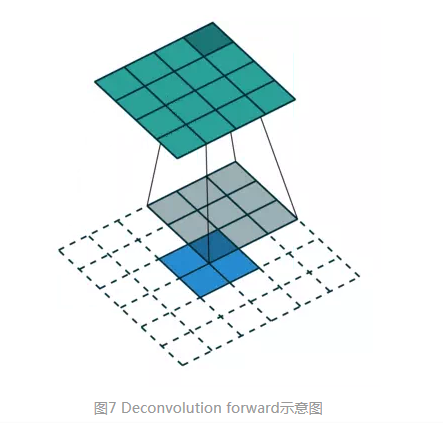 图7 Deconvolution forward示意图